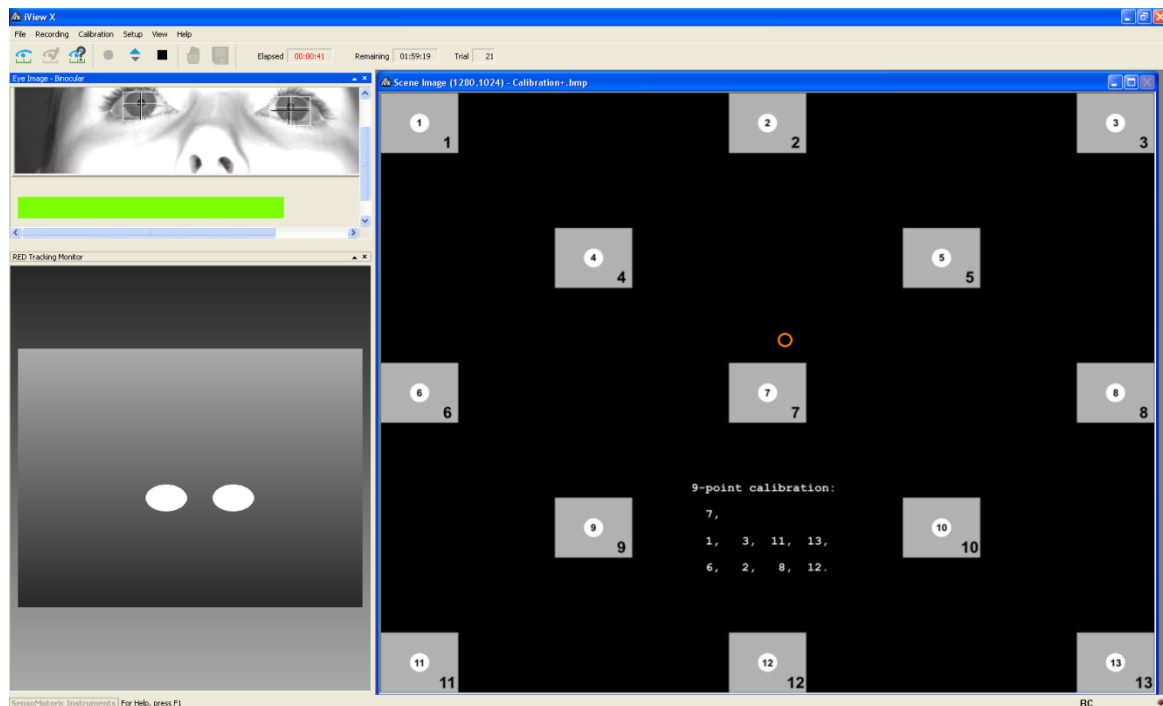 iView X
File Recording Calibration Setup View Help
Elapsed 00:00:41 Remaining 01:59:19 Trial 21
Eye Image - Binocular
RED Tracking Monitor
Scene Image (1280,1024) - Calibration+.bmp
1 2 3
1 2 3
4 5
4 5
6 7 8
6 7 8
9-point calibration:
7,
1, 3, 11, 13,
6, 2, 8, 12.
9 10
9 10
11 12 13
11 12 13
SensoMotoric Instruments For Help, press F1 RC